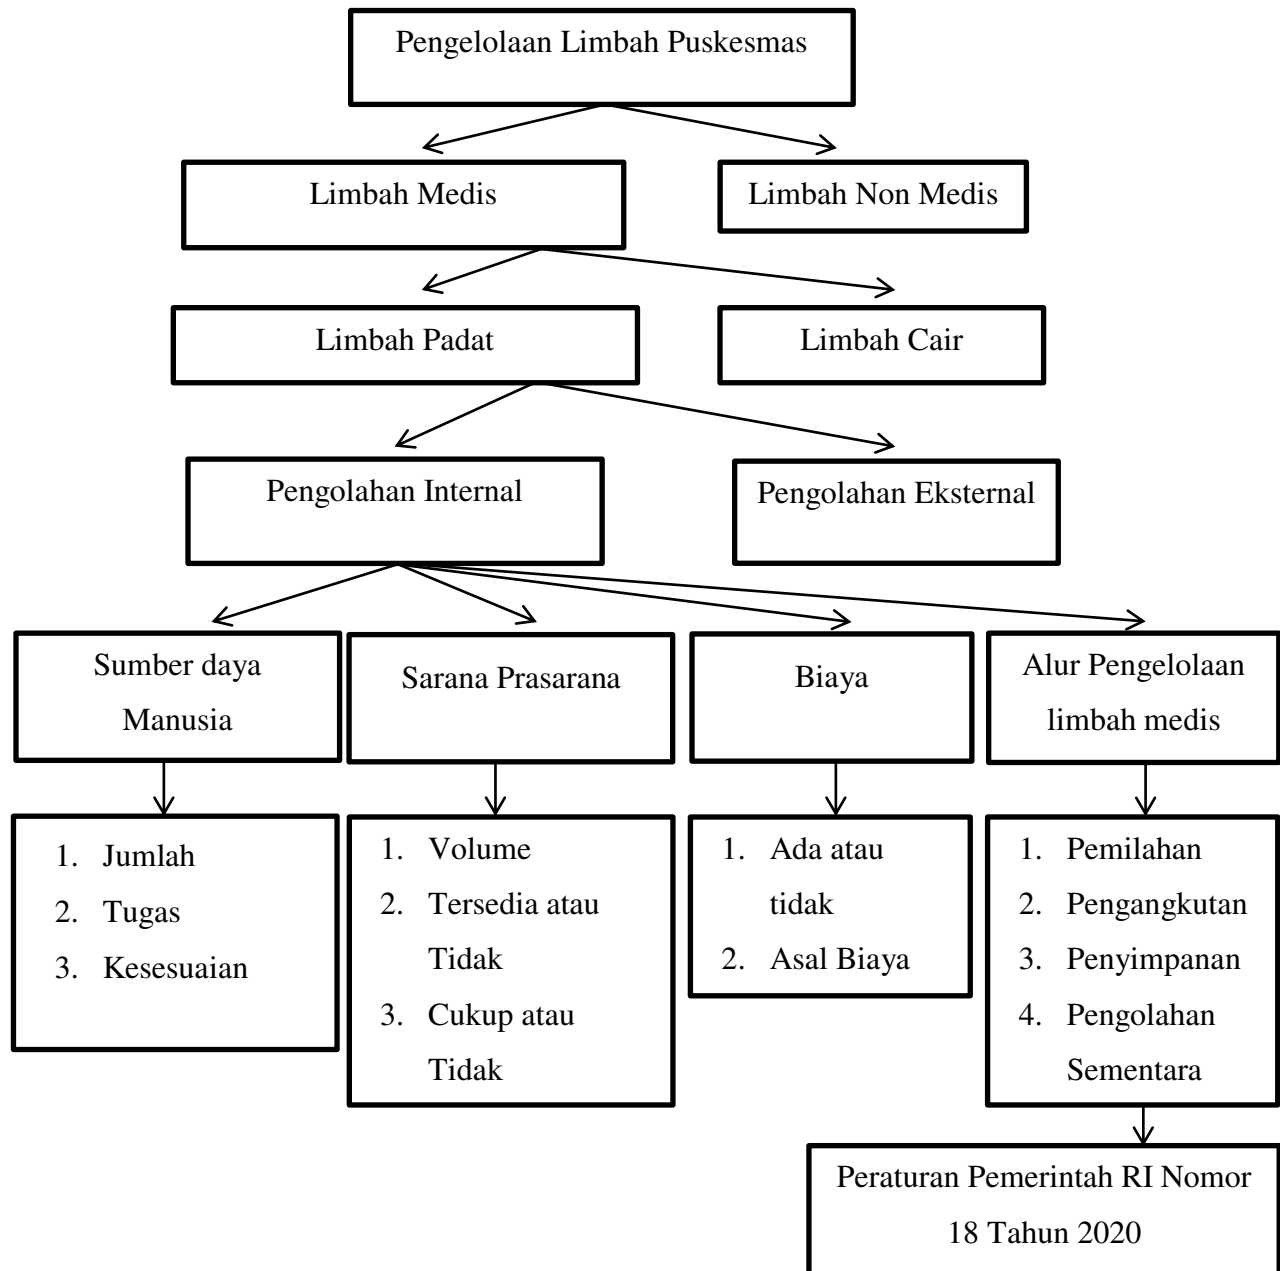 Pengelolaan Limbah Puskesmas
Limbah Medis
Limbah Non Medis
Limbah Padat
Limbah Cair
Pengolahan Internal
Pengolahan Eksternal
Sumber daya
Manusia
Sarana Prasarana
Biaya
Alur Pengelolaan
limbah medis
1. Jumlah
2. Tugas
3. Kesesuaian
1. Volume
2. Tersedia atau
Tidak
3. Cukup atau
Tidak
1. Ada atau
tidak
2. Asal Biaya
1. Pemilahan
2. Pengangkutan
3. Penyimpanan
4. Pengolahan
Sementara
Peraturan Pemerintah RI Nomor
18 Tahun 2020